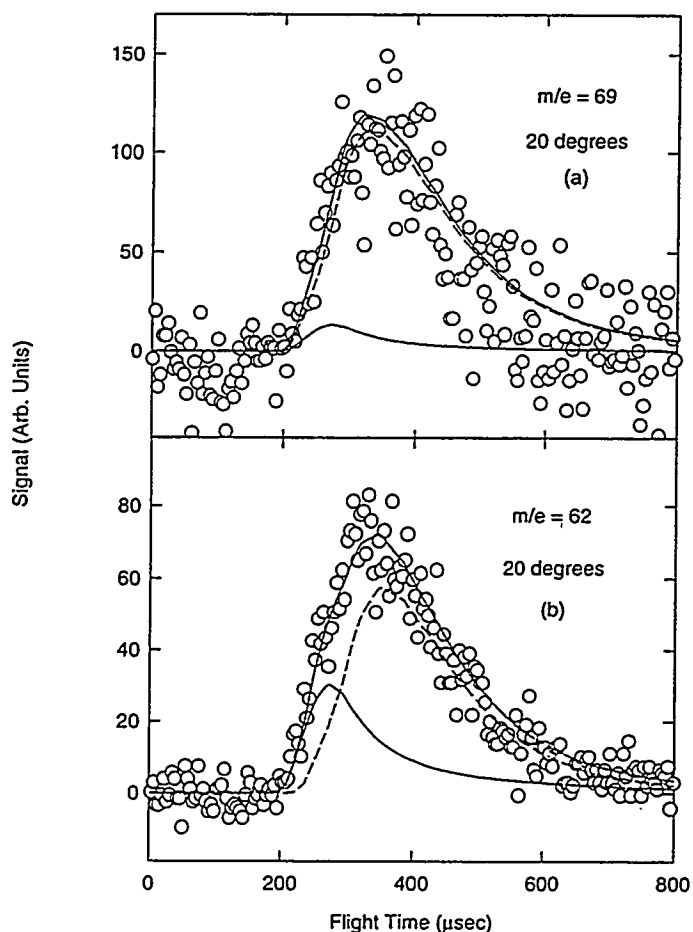 150
100
50
0
m/e = 69
20 degrees
(a)
Signal (Arb. Units)
80
60
40
20
0
m/e = 62
20 degrees
(b)
0 200 400 600 800
Flight Time (μsec)